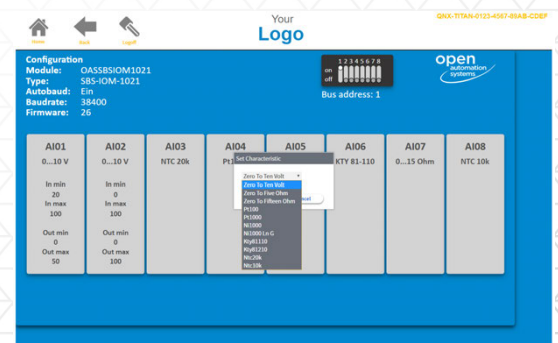 QNX-TITAN-0123-4567-89AB-CDEF
Your
Logo
Home
Back
Logoff
Configuration
Module: OASSBSIOM1021
Type: SBS-IOM-1021
Autobaud: Ein
Baudrate: 38400
Firmware: 26
1 2 3 4 5 6 7 8
on
off
Bus address: 1
open
automation
systems
AI01
0...10 V
In min
20
In max
100
Out min
0
Out max
50
AI02
0...10 V
In min
0
In max
100
Out min
0
Out max
100
AI03
NTC 20k
AI04
AI05
AI06
KTY 81-110
AI07
0...15 Ohm
AI08
NTC 10k
Set Characteristic
Zero To Ten Volt
Zero To Ten Volt
Zero To Five Ohm
Zero To Fifteen Ohm
Pt100
Pt1000
Ni1000
Ni1000 Ln G
Kty81110
Kty81210
Ntc20k
Ntc10k